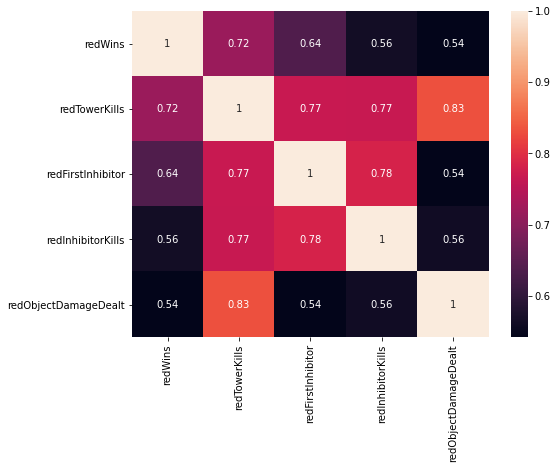 redWins 1 0.72 0.64 0.56 0.54
redTowerKills 0.72 1 0.77 0.77 0.83
redFirstInhibitor 0.64 0.77 1 0.78 0.54
redInhibitorKills 0.56 0.77 0.78 1 0.56
redObjectDamageDealt 0.54 0.83 0.54 0.56 1
redWins
redTowerKills
redFirstInhibitor
redInhibitorKills
redObjectDamageDealt
1.0
0.9
0.8
0.7
0.6